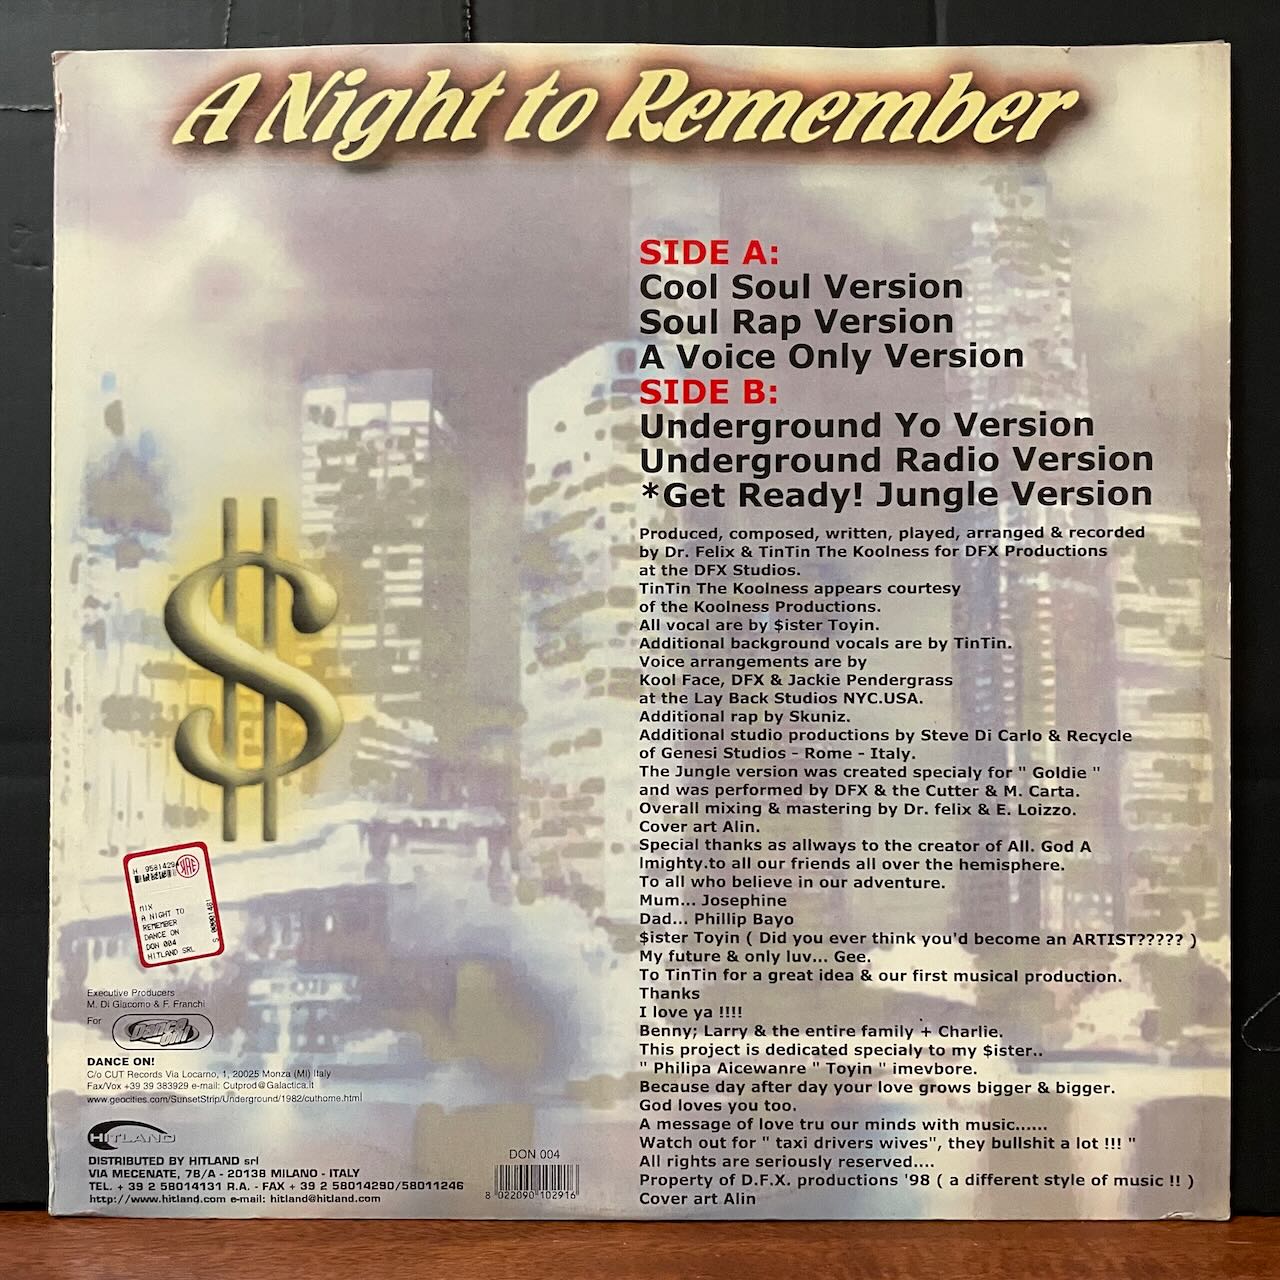 A Night to Remember
SIDE A:
Cool Soul Version
Soul Rap Version
A Voice Only Version
SIDE B:
Underground Yo Version
Underground Radio Version
*Get Ready! Jungle Version
Produced, composed, written, played, arranged & recorded
by Dr. Felix & TinTin The Koolness for DFX Productions
at the DFX Studios.
TinTin The Koolness appears courtesy
of the Koolness Productions.
All vocal are by $ister Toyin.
Additional background vocals are by TinTin.
Voice arrangements are by
Kool Face, DFX & Jackie Pendergrass
at the Lay Back Studios NYC.USA.
Additional rap by Skuniz.
Additional studio productions by Steve Di Carlo & Recycle
of Genesi Studios - Rome - Italy.
The Jungle version was created specialy for " Goldie "
and was performed by DFX & the Cutter & M. Carta.
Overall mixing & mastering by Dr. felix & E. Loizzo.
Cover art Alin.
Special thanks as allways to the creator of All. God A
lmighty.to all our friends all over the hemisphere.
To all who believe in our adventure.
Mum... Josephine
Dad... Phillip Bayo
$ister Toyin ( Did you ever think you'd become an ARTIST????? )
My future & only luv... Gee.
To TinTin for a great idea & our first musical production.
Thanks
I love ya !!!!
Benny; Larry & the entire family + Charlie.
This project is dedicated specialy to my $ister..
" Philipa Aicewanre " Toyin " imevbore.
Because day after day your love grows bigger & bigger.
God loves you too.
A message of love tru our minds with music......
Watch out for " taxi drivers wives", they bullshit a lot !!! "
All rights are seriously reserved....
Property of D.F.X. productions '98 ( a different style of music !! )
Cover art Alin
$
MIX
A NIGHT TO
REMEMBER
DANCE ON
DON 004
HITLAND SRL
Executive Producers
M. Di Giacomo & F. Franchi
For
Dance on!
DANCE ON!
C/o CUT Records Via Locarno, 1, 20025 Monza (MI) Italy
Fax/Vox +39 39 383929 e-mail: Cutprod@Galactica.it
www.geocities.com/SunsetStrip/Underground/1982/cuthome.html
HITLAND
DISTRIBUTED BY HITLAND srl
VIA MECENATE, 78/A - 20138 MILANO - ITALY
TEL. + 39 2 58014131 R.A. - FAX + 39 2 58014290/58011246
http://www.hitland.com e-mail: hitland@hitland.com
DON 004
8 022090 102916